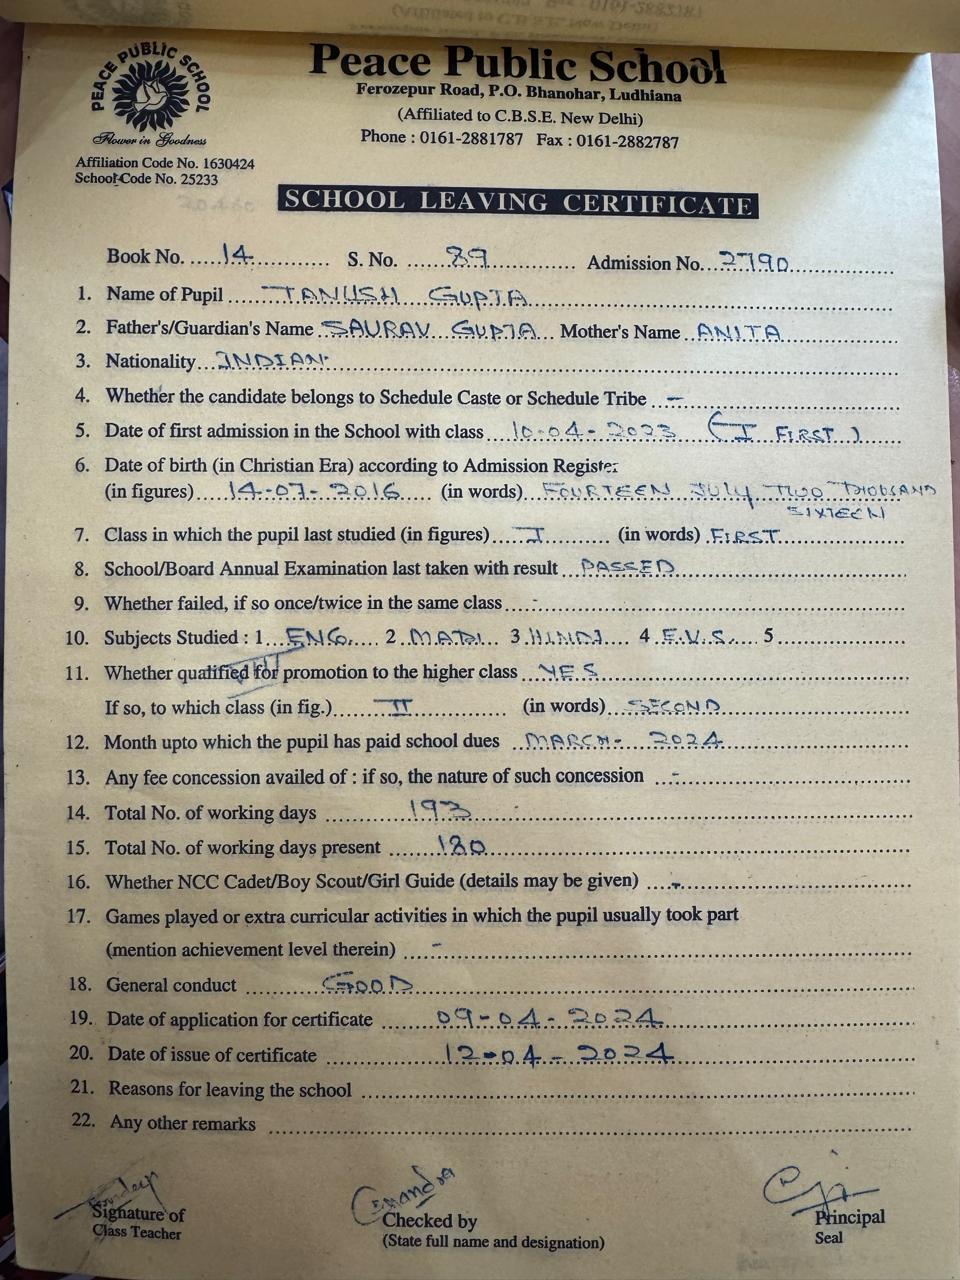 PEACE PUBLIC SCHOOL
Flower in Goodness
Peace Public School
Ferozepur Road, P.O. Bhanohar, Ludhiana
(Affiliated to C.B.S.E. New Delhi)
Phone : 0161-2881787 Fax : 0161-2882787
Affiliation Code No. 1630424
School Code No. 25233
SCHOOL LEAVING CERTIFICATE
Book No. 14 S. No. 89 Admission No. 2790
1. Name of Pupil TANUSH GUPTA
2. Father's/Guardian's Name SAURAV GUPTA Mother's Name ANITA
3. Nationality INDIAN
4. Whether the candidate belongs to Schedule Caste or Schedule Tribe –
5. Date of first admission in the School with class 10-04-2023 (I FIRST)
6. Date of birth (in Christian Era) according to Admission Register
(in figures) 14-07-2016 (in words) FOURTEEN July TWO THOUSAND
SIXTEEN
7. Class in which the pupil last studied (in figures) I (in words) FIRST
8. School/Board Annual Examination last taken with result PASSED
9. Whether failed, if so once/twice in the same class -
10. Subjects Studied : 1 ENG. 2 MATH 3 HINDI 4 E.V.S. 5
11. Whether qualified for promotion to the higher class YES
If so, to which class (in fig.) II (in words) SECOND
12. Month upto which the pupil has paid school dues MARCH- 2024
13. Any fee concession availed of : if so, the nature of such concession -
14. Total No. of working days 193
15. Total No. of working days present 180
16. Whether NCC Cadet/Boy Scout/Girl Guide (details may be given) -
17. Games played or extra curricular activities in which the pupil usually took part
(mention achievement level therein) -
18. General conduct GOOD
19. Date of application for certificate 09-04-2024
20. Date of issue of certificate 12-04-2024
21. Reasons for leaving the school
22. Any other remarks
Signature of
Class Teacher
Checked by
(State full name and designation)
Principal
Seal